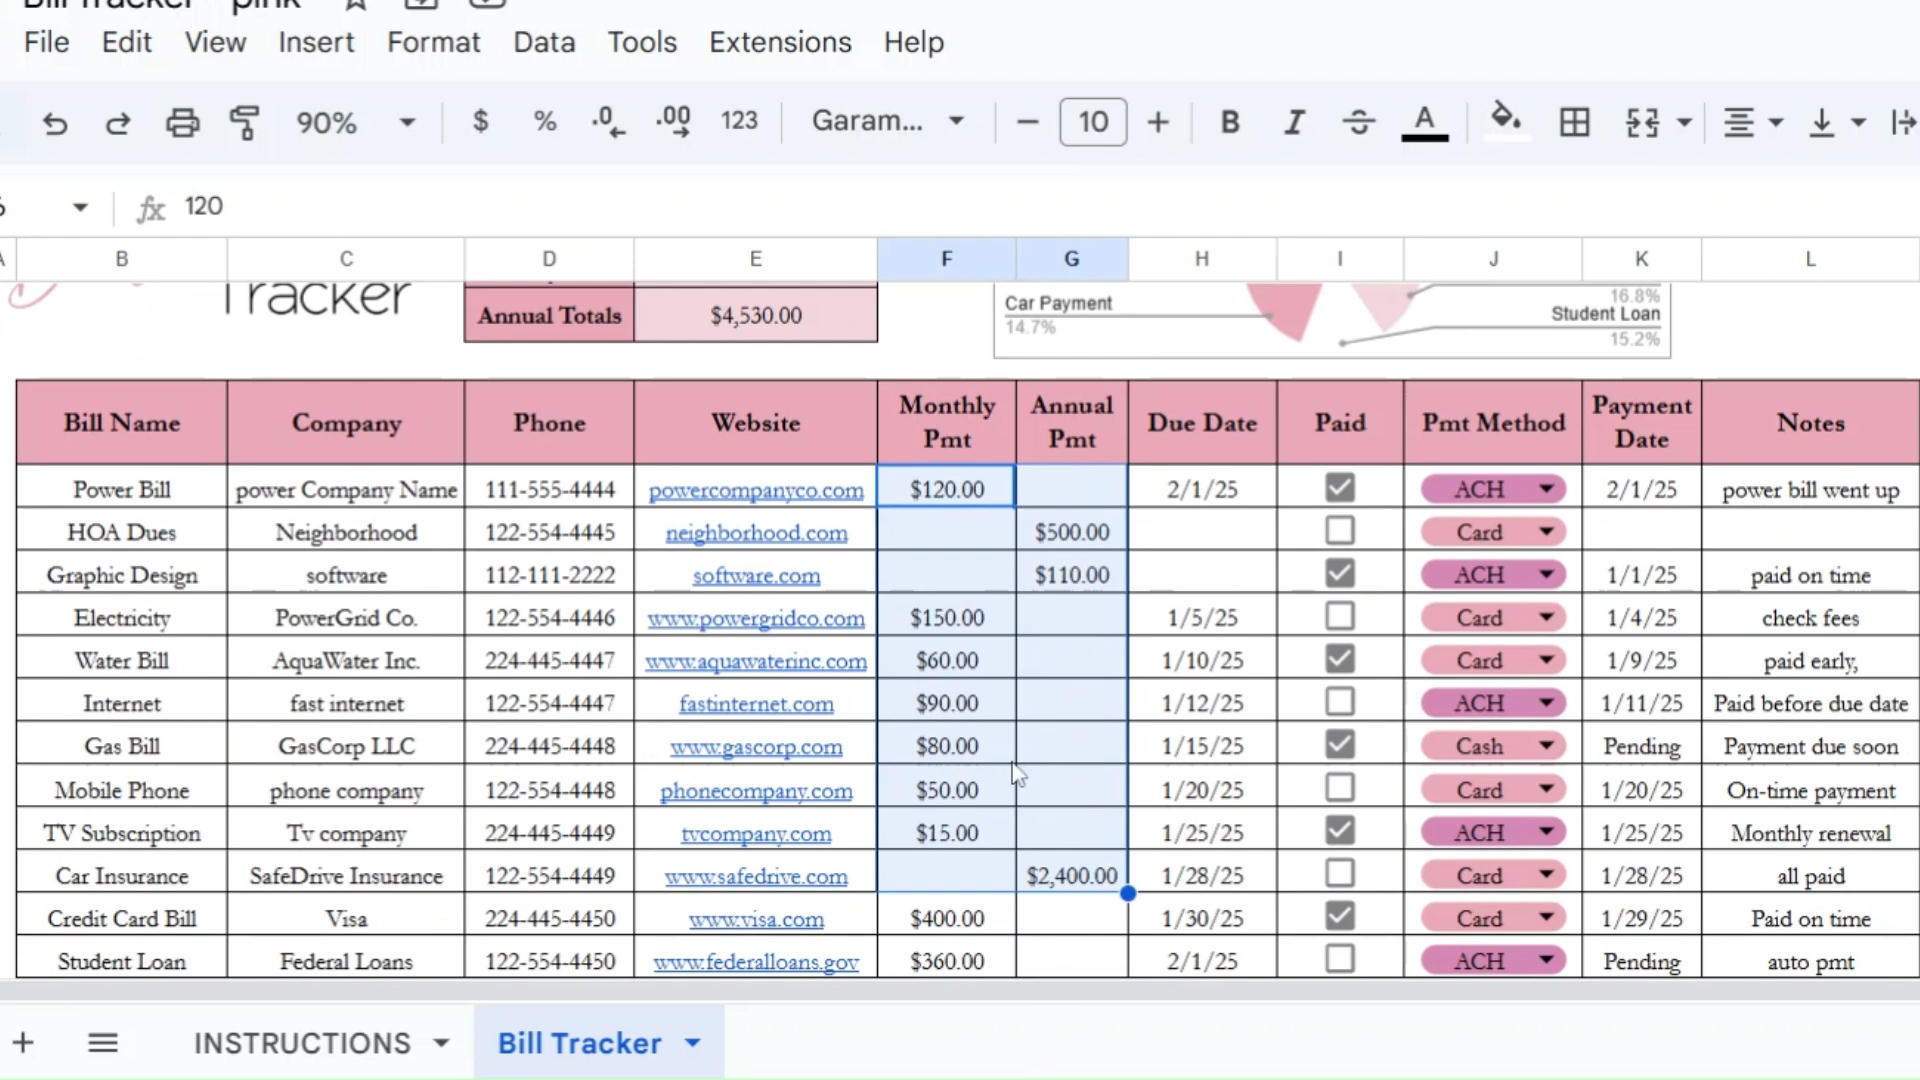 Bill Tracker pink
File Edit View Insert Format Data Tools Extensions Help
90% $ % .0 .00 123 Garam... − 10 + B I A
fx 120
B C D E F G H I J K L
Tracker
Annual Totals $4,530.00
Car Payment
14.7%
16.8%
Student Loan
15.2%
Bill Name Company Phone Website Monthly Pmt Annual Pmt Due Date Paid Pmt Method Payment Date Notes
Power Bill power Company Name 111-555-4444 powercompanyco.com $120.00 2/1/25 ACH 2/1/25 power bill went up
HOA Dues Neighborhood 122-554-4445 neighborhood.com $500.00 Card
Graphic Design software 112-111-2222 software.com $110.00 ACH 1/1/25 paid on time
Electricity PowerGrid Co. 122-554-4446 www.powergridco.com $150.00 1/5/25 Card 1/4/25 check fees
Water Bill AquaWater Inc. 224-445-4447 www.aquawaterinc.com $60.00 1/10/25 Card 1/9/25 paid early,
Internet fast internet 122-554-4447 fastinternet.com $90.00 1/12/25 ACH 1/11/25 Paid before due date
Gas Bill GasCorp LLC 224-445-4448 www.gascorp.com $80.00 1/15/25 Cash Pending Payment due soon
Mobile Phone phone company 122-554-4448 phonecompany.com $50.00 1/20/25 Card 1/20/25 On-time payment
TV Subscription Tv company 224-445-4449 tvcompany.com $15.00 1/25/25 ACH 1/25/25 Monthly renewal
Car Insurance SafeDrive Insurance 122-554-4449 www.safedrive.com $2,400.00 1/28/25 Card 1/28/25 all paid
Credit Card Bill Visa 224-445-4450 www.visa.com $400.00 1/30/25 Card 1/29/25 Paid on time
Student Loan Federal Loans 122-554-4450 www.federalloans.gov $360.00 2/1/25 ACH Pending auto pmt
+ INSTRUCTIONS Bill Tracker